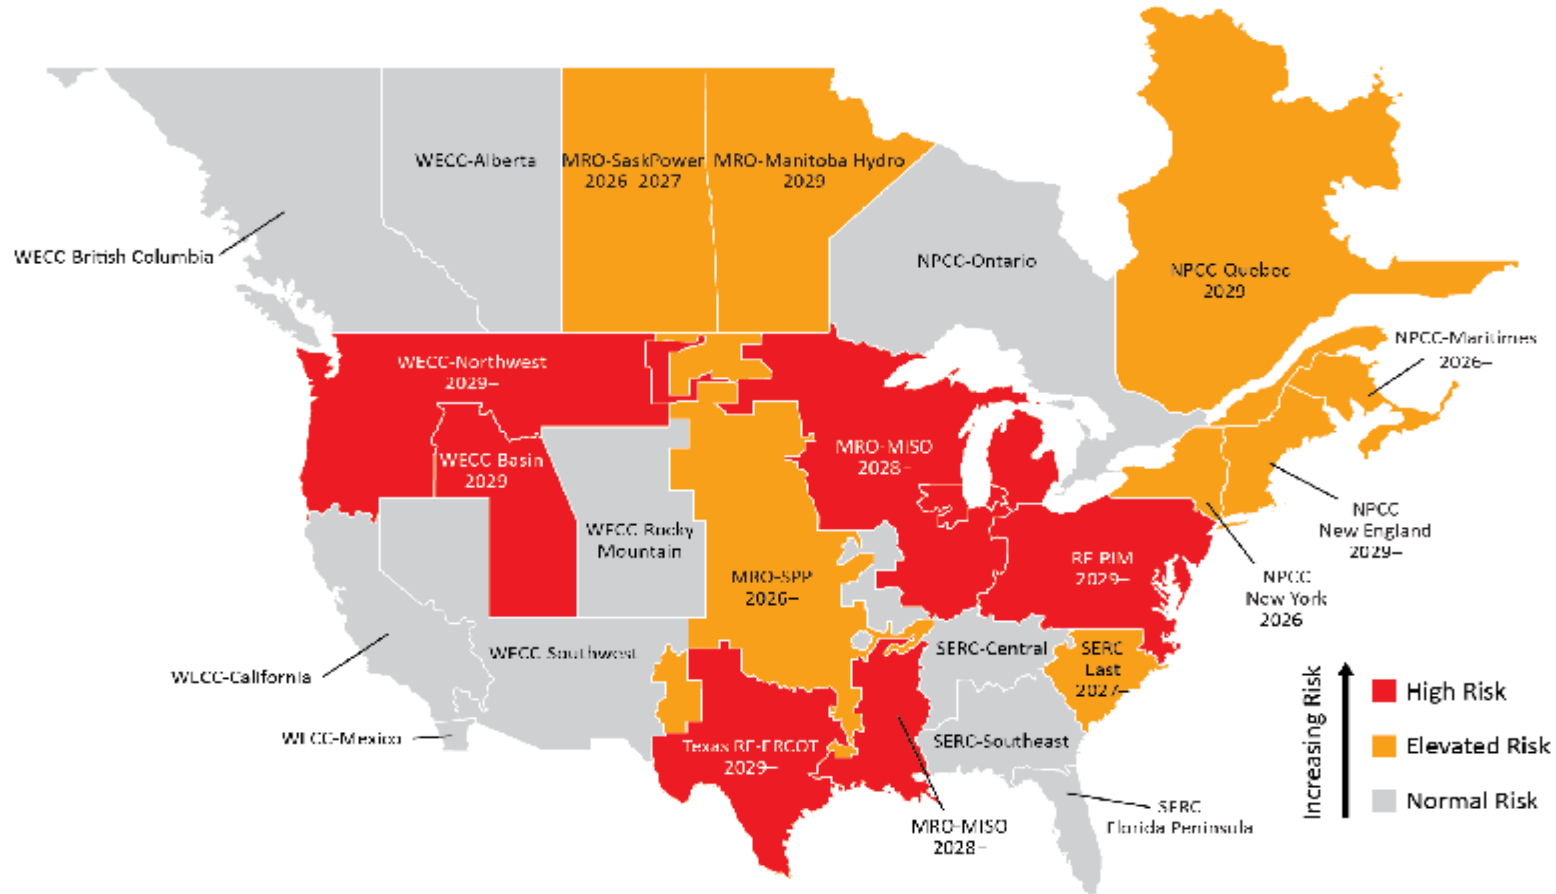 WECC-Alberta
MRO-SaskPower
2026 2027
MRO-Manitoba Hydro
2029
WECC British Columbia
NPCC-Ontario
NPCC Quebec
2029
NPCC-Maritimes
2026–
WECC-Northwest
2029–
WECC Basin
2029
MRO-MISO
2028–
NPCC
New England
2029–
WECC Rocky
Mountain
MRO-SPP
2026–
RF PJM
2029–
NPCC
New York
2026
WECC Southwest
SERC-Central
SERC
East
2027–
WECC-California
WECC-Mexico
Texas RE-ERCOT
2029–
SERC-Southeast
MRO-MISO
2028–
SERC
Florida Peninsula
Increasing Risk
High Risk
Elevated Risk
Normal Risk